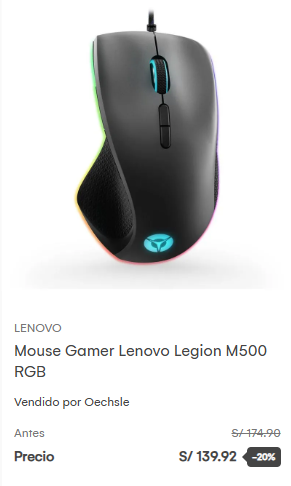 LENOVO
Mouse Gamer Lenovo Legion M500
RGB
Vendido por Oechsle
Antes S/ 174.90
Precio S/ 139.92 -20%